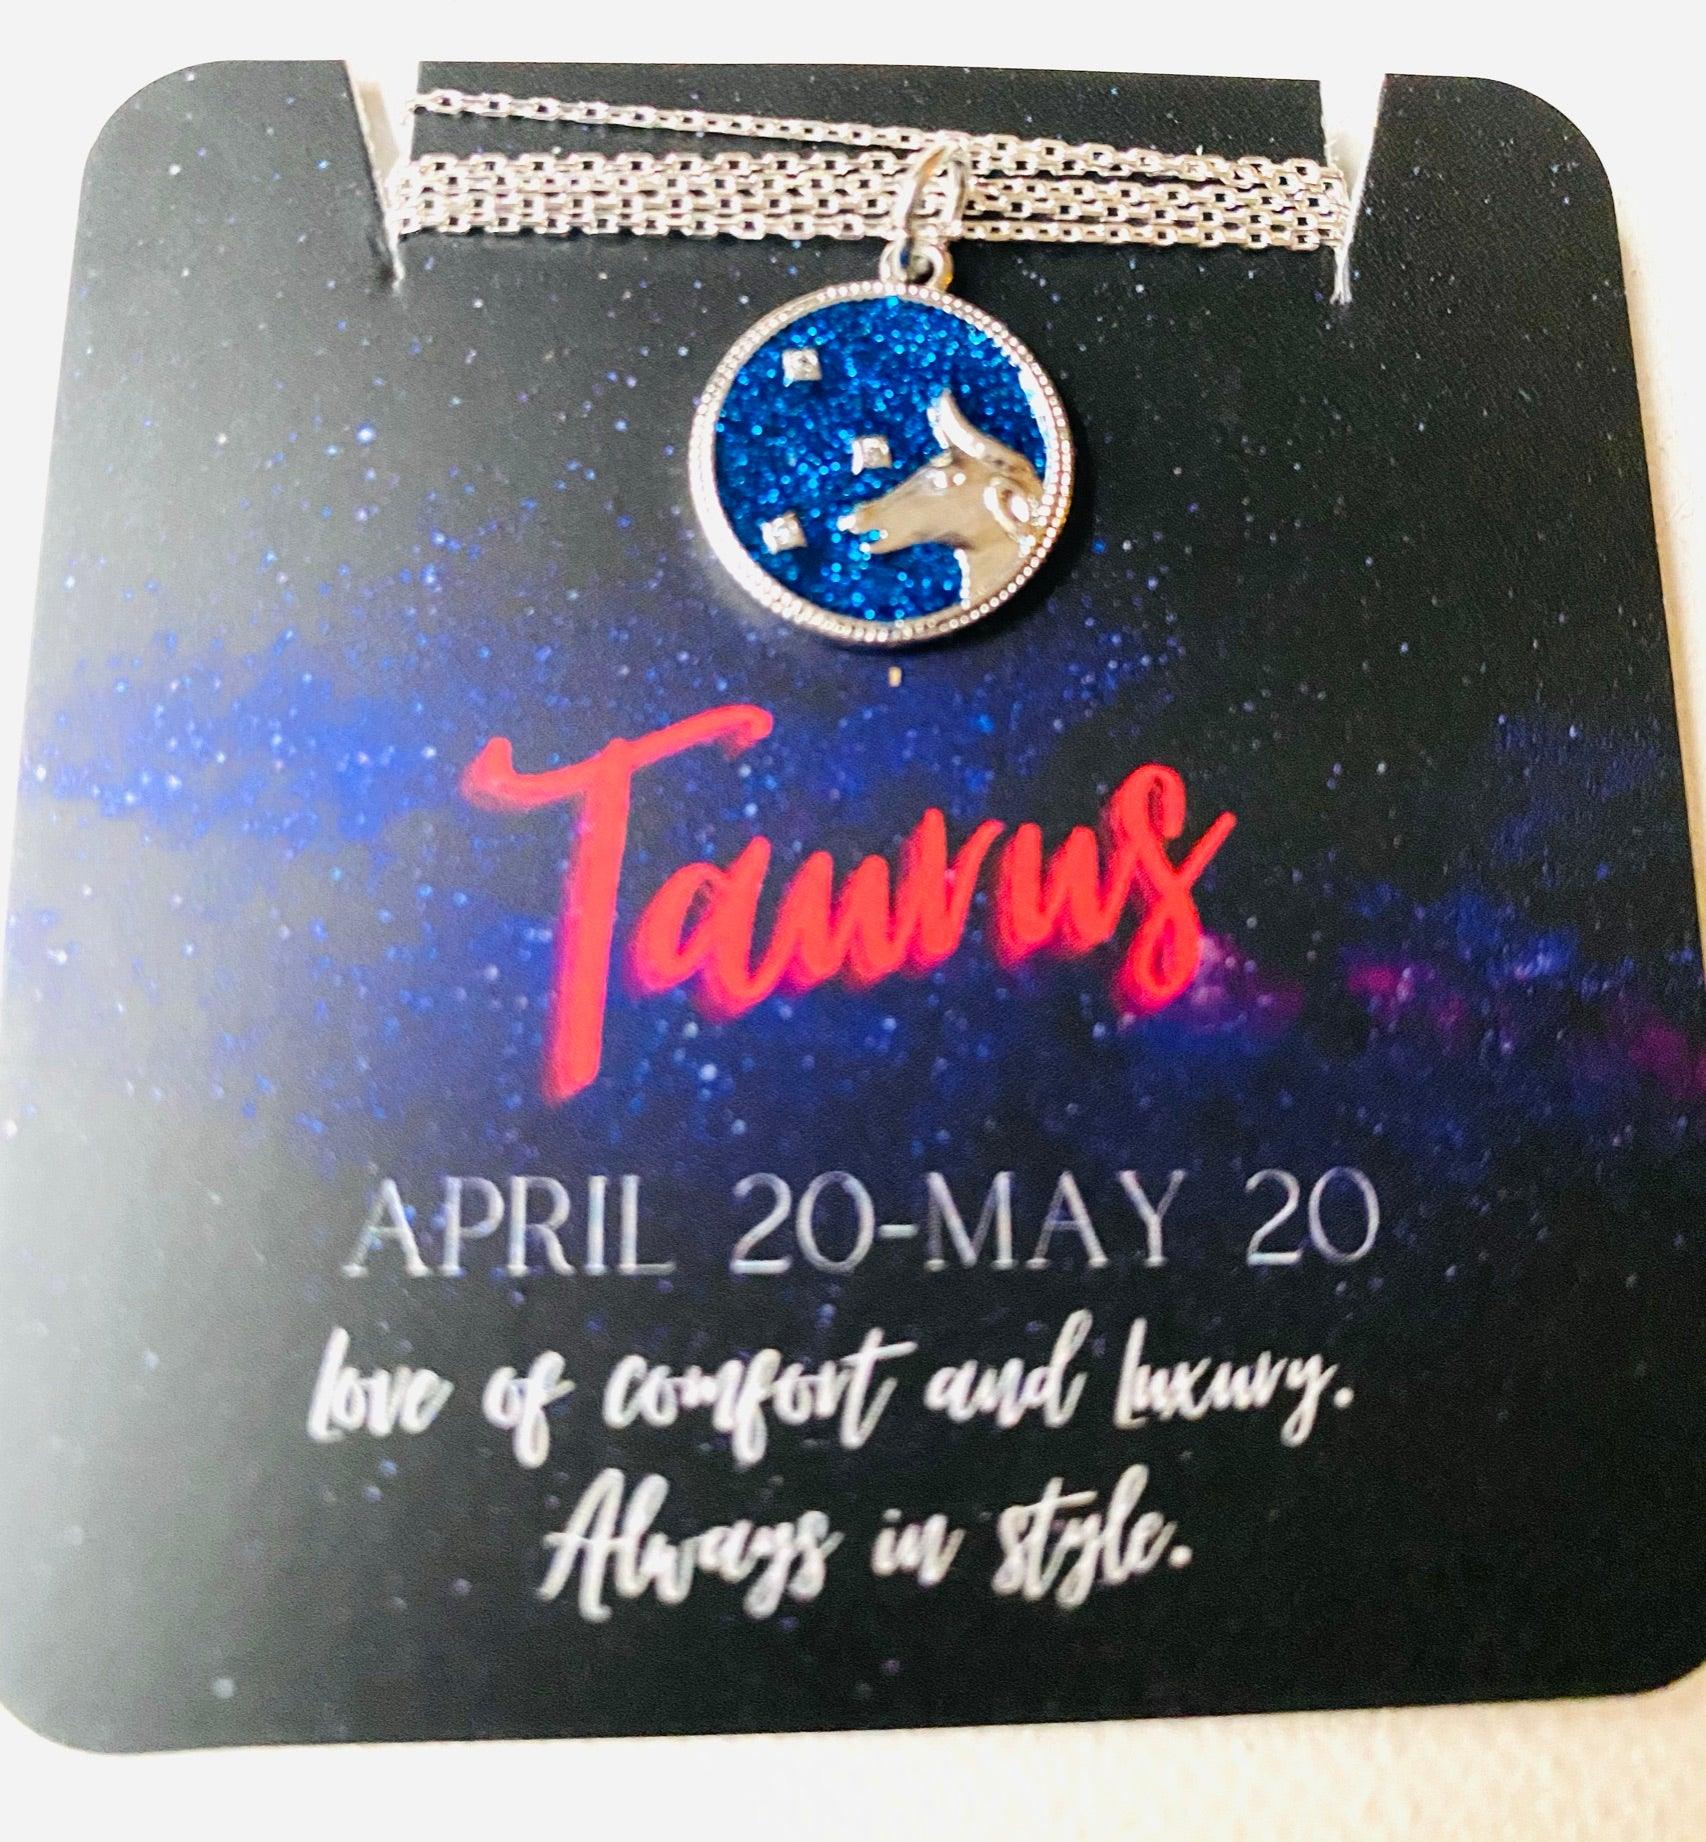 Taurus
APRIL 20-MAY 20
Love of comfort and luxury.
Always in style.